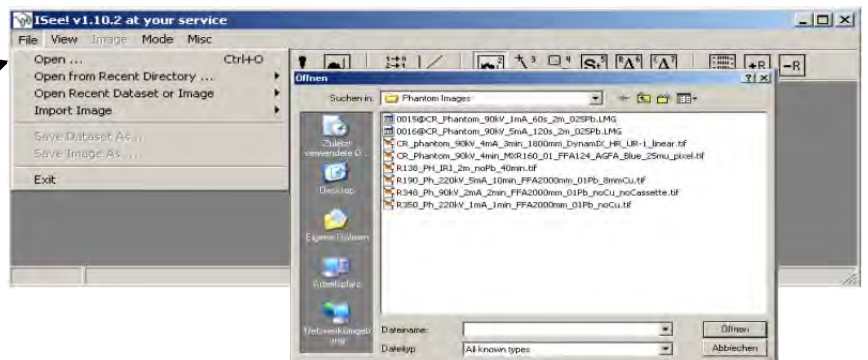 ISee! v1.10.2 at your service
File View Image Mode Misc
Open ... Ctrl+O
Open from Recent Directory ...
Open Recent Dataset or Image
Import Image
Save Dataset As ...
Save Image As ...
Exit
+R -R
Öffnen
Suchen in: Phantom Images
Zuletzt verwendete D...
Desktop
Eigene Dateien
Arbeitsplatz
Netzwerkumgebung
0015@CR_Phantom_90kV_1mA_60s_2m_025Pb.LMG
0016@CR_Phantom_90kV_5mA_120s_2m_025Pb.LMG
CR_phantom_90kV_4mA_3min_1800mm_DynamIX_HR_UR-1_linear.tif
CR_Phantom_90kV_4min_MXR160_01_FFA124_AGFA_Blue_25mu_pixel.tif
R138_PH_IRI_2m_noPb_40min.tif
R190_Ph_220kV_5mA_10min_FFA2000mm_01Pb_8mmCu.tif
R348_Ph_90kV_2mA_2min_FFA2000mm_01Pb_noCu_noCassette.tif
R350_Ph_220kV_1mA_1min_FFA2000mm_01Pb_noCu.tif
Dateiname: Öffnen
Dateityp: All known types Abbrechen